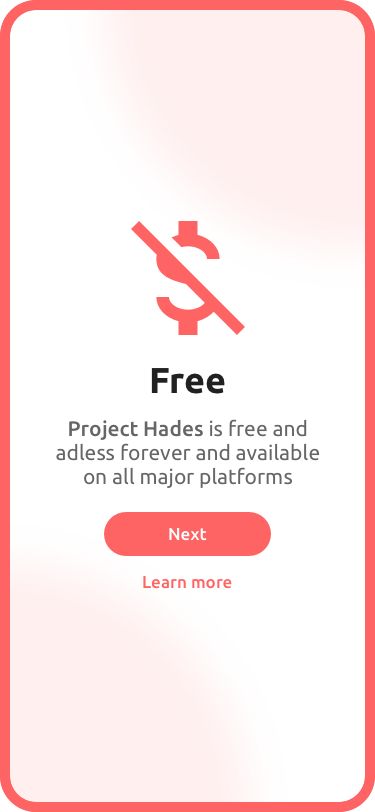 Free
Project Hades is free and
adless forever and available
on all major platforms
Next
Learn more